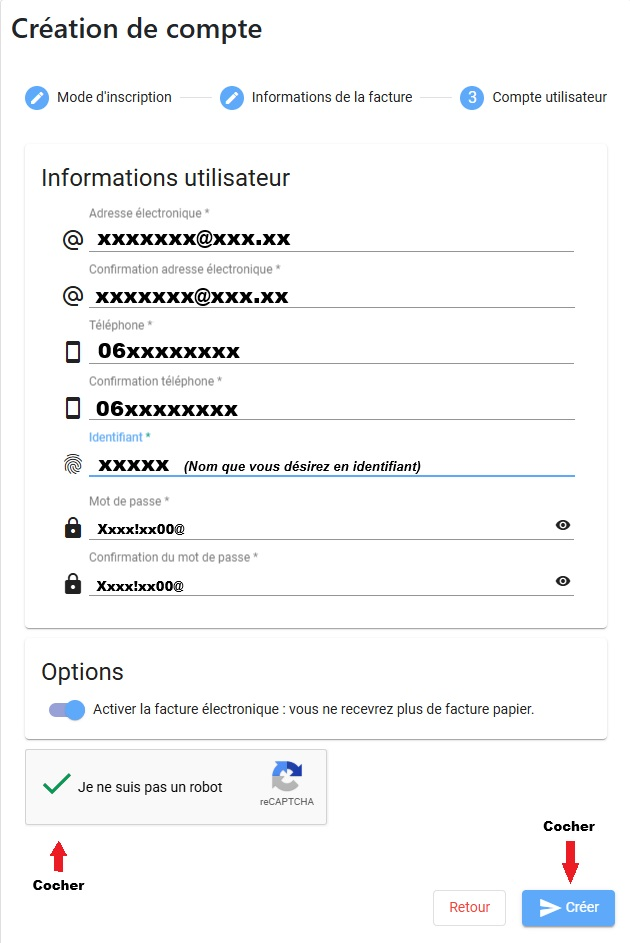 Création de compte
Mode d'inscription
Informations de la facture
3
Compte utilisateur
Informations utilisateur
Adresse électronique *
xxxxxxx@xxx.xx
Confirmation adresse électronique *
xxxxxxx@xxx.xx
Téléphone *
06xxxxxxxx
Confirmation téléphone *
06xxxxxxxx
Identifiant *
xxxxx (Nom que vous désirez en identifiant)
Mot de passe *
Xxxx!xx00@
Confirmation du mot de passe *
Xxxx!xx00@
Options
Activer la facture électronique : vous ne recevrez plus de facture papier.
Je ne suis pas un robot
reCAPTCHA
Cocher
Cocher
Retour
Créer